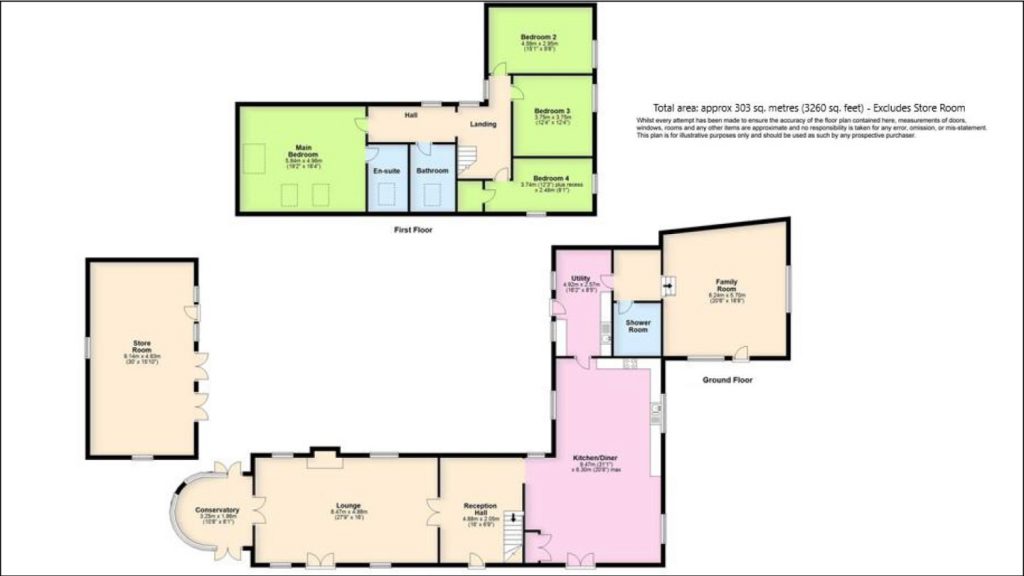 Bedroom 2
4.59m x 2.95m
(15'1" x 9'8")
Total area: approx 303 sq. metres (3260 sq. feet) - Excludes Store Room
Whilst every attempt has been made to ensure the accuracy of the floor plan contained here, measurements of doors,
windows, rooms and any other items are approximate and no responsibility is taken for any error, omission, or mis-statement.
This plan is for illustrative purposes only and should be used as such by any prospective purchaser.
Bedroom 3
3.75m x 3.75m
(12'4" x 12'4")
Hall
Landing
Main
Bedroom
5.84m x 4.98m
(19'2" x 16'4")
En-suite
Bathroom
Bedroom 4
3.74m (12'3") plus recess
x 2.46m (8'1")
First Floor
Utility
4.92m x 2.57m
(16'2" x 8'5")
Family
Room
6.24m x 5.70m
(20'6" x 18'8")
Shower
Room
Store
Room
9.14m x 4.83m
(30' x 15'10")
Ground Floor
Kitchen/Diner
9.47m (31'1")
x 6.30m (20'8") max
Conservatory
3.25m x 1.86m
(10'8" x 6'1")
Lounge
8.47m x 4.88m
(27'9" x 16')
Reception
Hall
4.88m x 2.05m
(16' x 6'9")